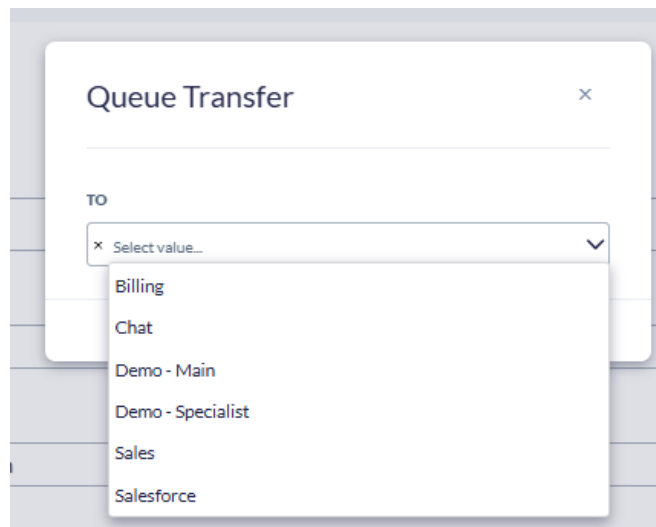 Queue Transfer ×
TO
× Select value...
Billing
Chat
Demo - Main
Demo - Specialist
Sales
Salesforce